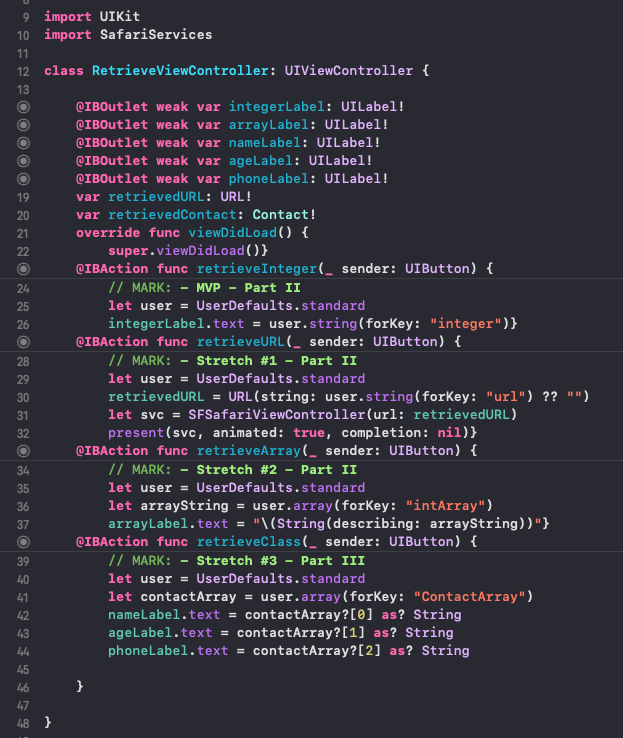 9 import UIKit
10 import SafariServices
11
12 class RetrieveViewController: UIViewController {
13
@IBOutlet weak var integerLabel: UILabel!
@IBOutlet weak var arrayLabel: UILabel!
@IBOutlet weak var nameLabel: UILabel!
@IBOutlet weak var ageLabel: UILabel!
@IBOutlet weak var phoneLabel: UILabel!
19 var retrievedURL: URL!
20 var retrievedContact: Contact!
21 override func viewDidLoad() {
22 super.viewDidLoad()}
@IBAction func retrieveInteger(_ sender: UIButton) {
24 // MARK: - MVP - Part II
25 let user = UserDefaults.standard
26 integerLabel.text = user.string(forKey: "integer")}
@IBAction func retrieveURL(_ sender: UIButton) {
28 // MARK: - Stretch #1 - Part II
29 let user = UserDefaults.standard
30 retrievedURL = URL(string: user.string(forKey: "url") ?? "")
31 let svc = SFSafariViewController(url: retrievedURL)
32 present(svc, animated: true, completion: nil)}
@IBAction func retrieveArray(_ sender: UIButton) {
34 // MARK: - Stretch #2 - Part II
35 let user = UserDefaults.standard
36 let arrayString = user.array(forKey: "intArray")
37 arrayLabel.text = "\(String(describing: arrayString))"}
@IBAction func retrieveClass(_ sender: UIButton) {
39 // MARK: - Stretch #3 - Part III
40 let user = UserDefaults.standard
41 let contactArray = user.array(forKey: "ContactArray")
42 nameLabel.text = contactArray?[0] as? String
43 ageLabel.text = contactArray?[1] as? String
44 phoneLabel.text = contactArray?[2] as? String
45
46 }
47
48 }